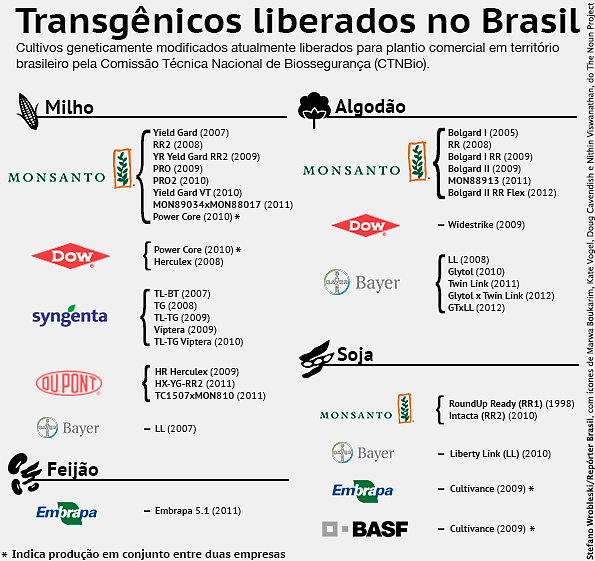 Transgênicos liberados no Brasil
Cultivos geneticamente modificados atualmente liberados para plantio comercial em território
brasileiro pela Comissão Técnica Nacional de Biossegurança (CTNBio).
Milho
MONSANTO
Yield Gard (2007)
RR2 (2008)
YR Yeld Gard RR2 (2009)
PRO (2009)
PRO2 (2010)
Yield Gard VT (2010)
MON89034xMON88017 (2011)
Power Core (2010) *
DOW
Power Core (2010) *
Herculex (2008)
syngenta
TL-BT (2007)
TG (2008)
TL-TG (2009)
Viptera (2009)
TL-TG Viptera (2010)
DU PONT
HR Herculex (2009)
HX-YG-RR2 (2011)
TC1507xMON810 (2011)
BAYER
Bayer
– LL (2007)
Feijão
Embrapa
– Embrapa 5.1 (2011)
* Indica produção em conjunto entre duas empresas
Algodão
MONSANTO
Bolgard I (2005)
RR (2008)
Bolgard I RR (2009)
Bolgard II (2009)
MON88913 (2011)
Bolgard II RR Flex (2012)
DOW
– Widestrike (2009)
BAYER
Bayer
LL (2008)
Glytol (2010)
Twin Link (2011)
Glytol x Twin Link (2012)
GTxLL (2012)
Soja
MONSANTO
RoundUp Ready (RR1) (1998)
Intacta (RR2) (2010)
BAYER
Bayer
– Liberty Link (LL) (2010)
Embrapa
– Cultivance (2009) *
BASF
– Cultivance (2009) *
Stefano Wrobleski/Repórter Brasil, com ícones de Marwa Boukarim, Kate Vogel, Doug Cavendish e Nithin Viswanathan, do The Noun Project